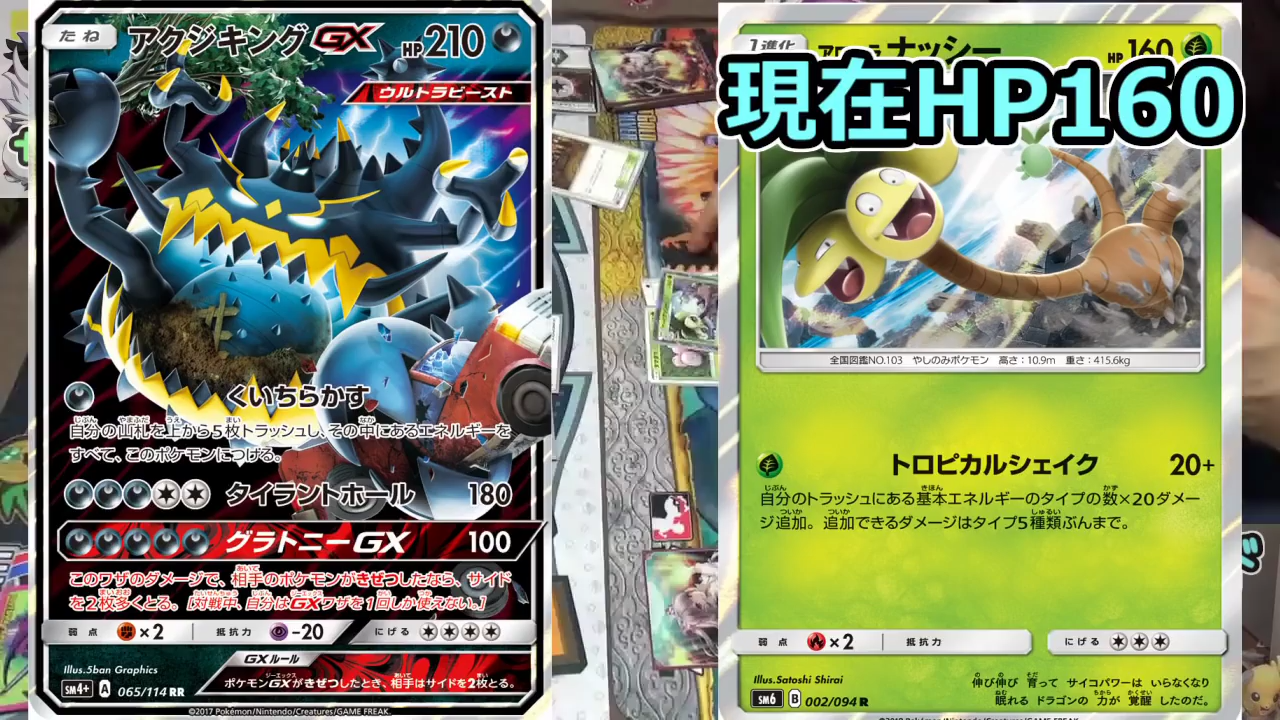 たね アクジキングGX HP210
ウルトラビースト
くいちらかす
自分の山札を上から5枚トラッシュし、その中にあるエネルギーを
すべて、このポケモンにつける。
タイラントホール 180
グラトニーGX 100
このワザのダメージで、相手のポケモンがきぜつしたなら、サイド
を2枚多くとる。[対戦中、自分はGXワザを1回しか使えない。]
弱点 ×2 抵抗力 -20 にげる
GXルール
ポケモンGXがきぜつしたとき、相手はサイドを2枚とる。
Illus.5ban Graphics
SM4+ A 065/114 RR
©2017 Pokémon/Nintendo/Creatures/GAME FREAK.
1進化 ナッシー HP 160
現在HP160
全国図鑑NO.103 やしのみポケモン 高さ:10.9m 重さ:415.6kg
トロピカルシェイク 20+
自分のトラッシュにある基本エネルギーのタイプの数×20ダメー
ジ追加。追加できるダメージはタイプ5種類ぶんまで。
弱点 ×2 抵抗力 にげる
Illus.Satoshi Shirai
SM6 B 002/094 R
伸び伸び 育って サイコパワーは いらなくなり
眠れる ドラゴンの 力が 覚醒 したのだ。